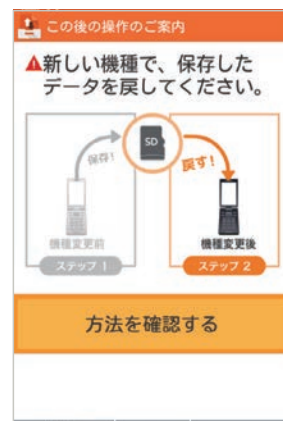 この後の操作のご案内
新しい機種で、保存した
データを戻してください。
SD
保存!
戻す!
機種変更前
機種変更後
ステップ 1
ステップ 2
方法を確認する